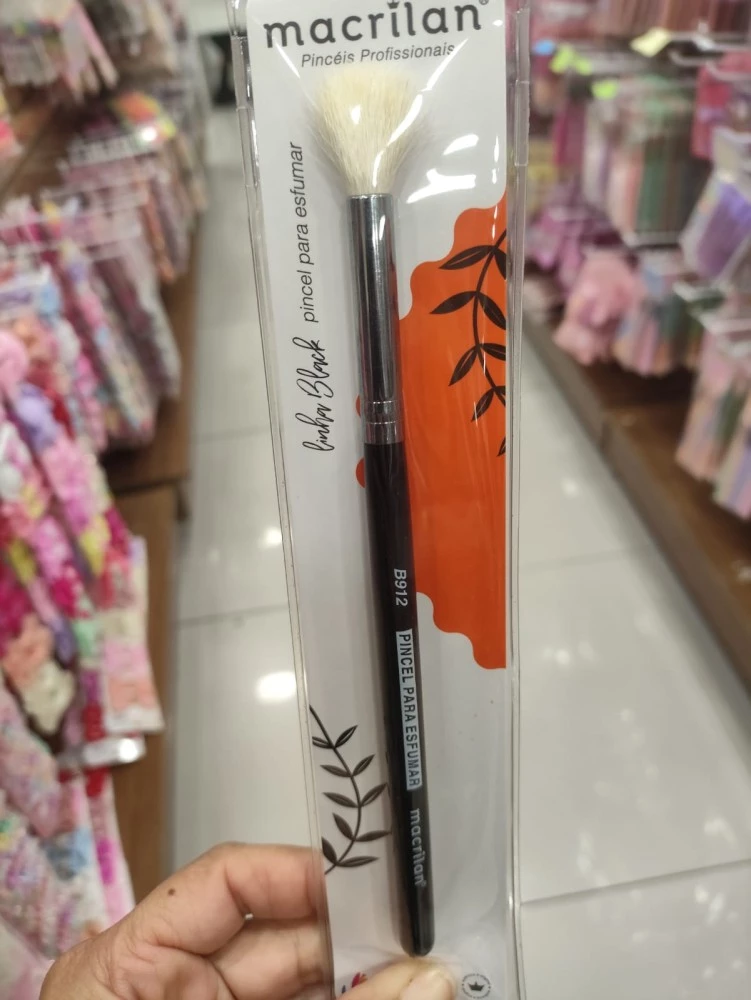 macrilan®
Pincéis Profissionais
linha Black pincel para esfumar
B912
PINCEL PARA ESFUMAR
macrilan®